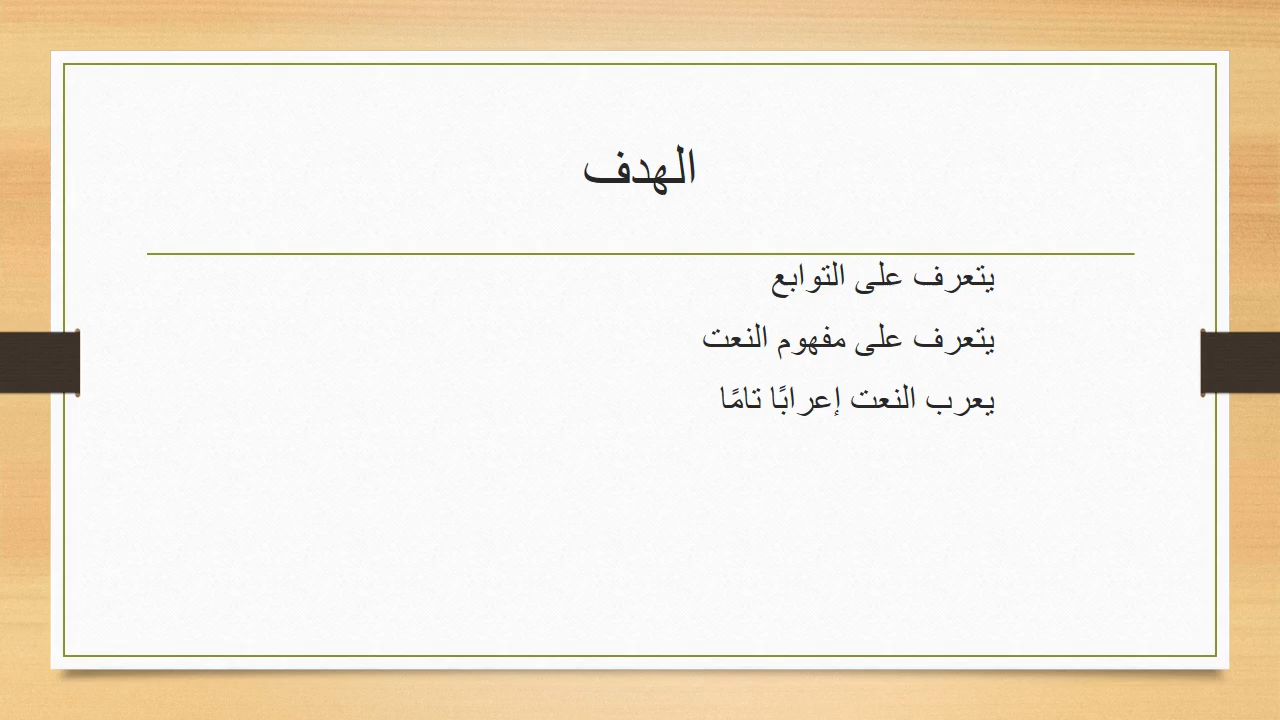 الهدف
يتعرف على التوابع
يتعرف على مفهوم النعت
يعرب النعت إعرابًا تامًا